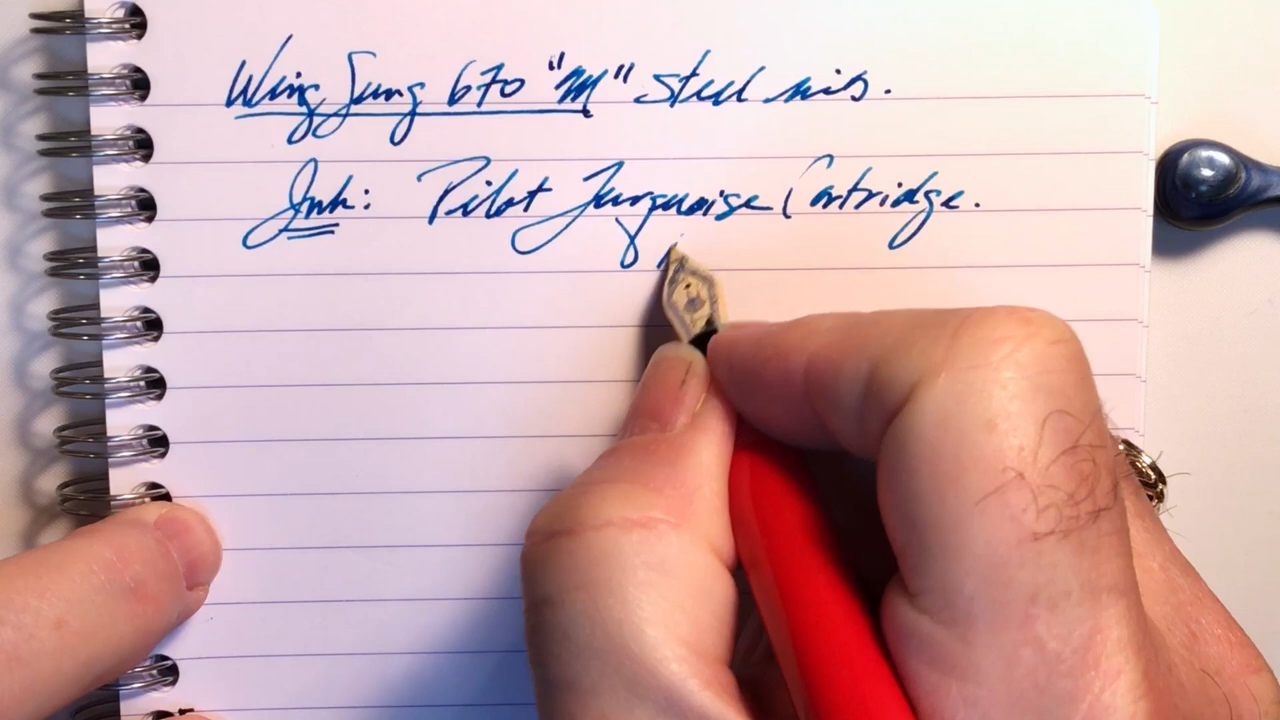 Wing Sung 670 "M" steel nib.
Ink: Pilot Turquoise Cartridge.